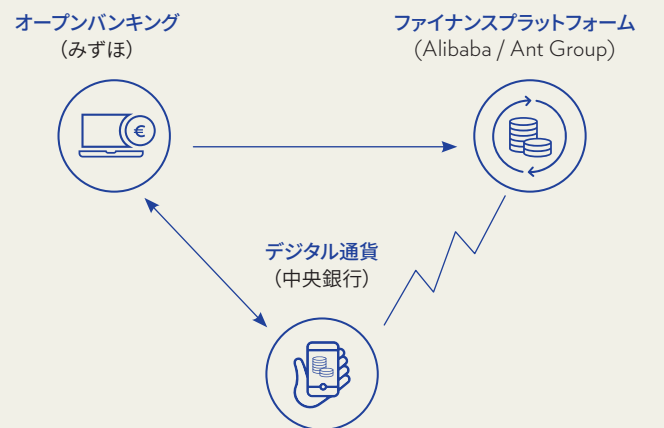 オープンバンキング
（みずほ）
ファイナンスプラットフォーム
(Alibaba / Ant Group)
€
デジタル通貨
（中央銀行）